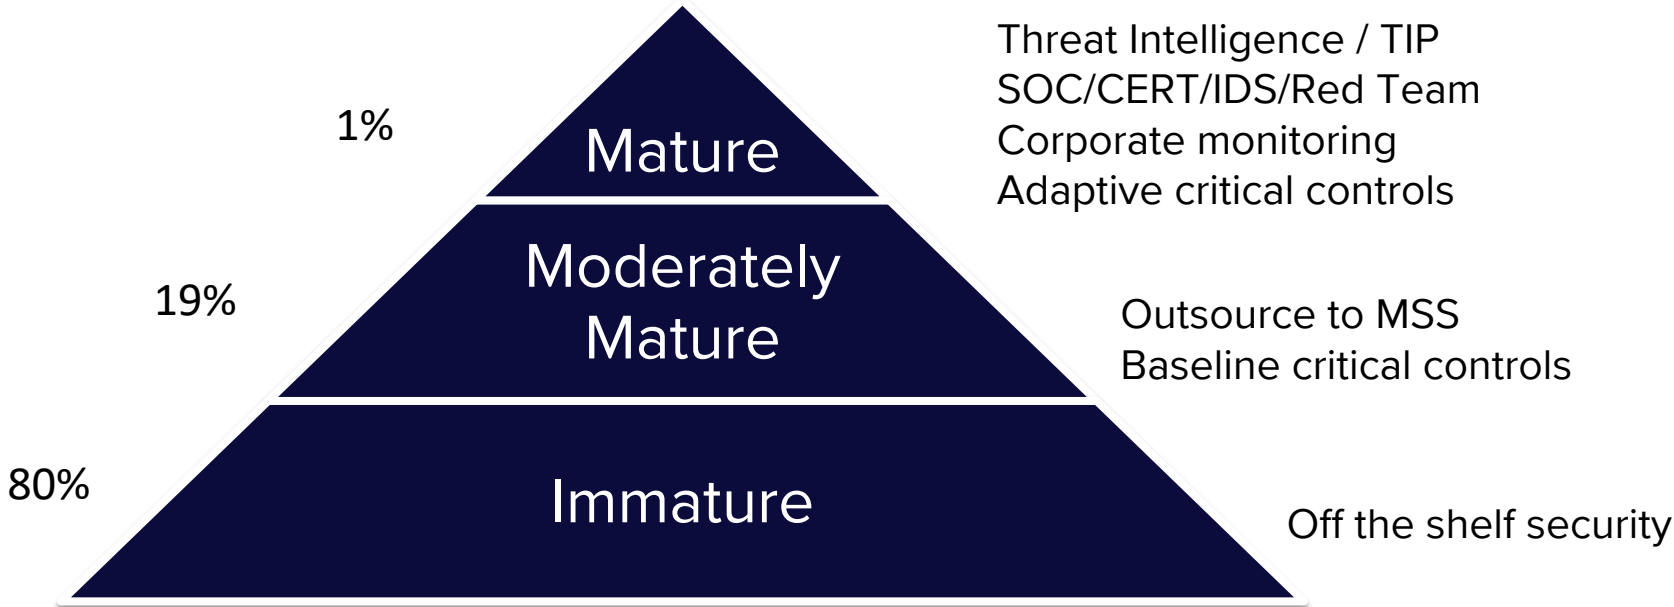 Threat Intelligence / TIP
SOC/CERT/IDS/Red Team
Corporate monitoring
Adaptive critical controls
1%
Mature
19%
Moderately
Mature
Outsource to MSS
Baseline critical controls
80%
Immature
Off the shelf security